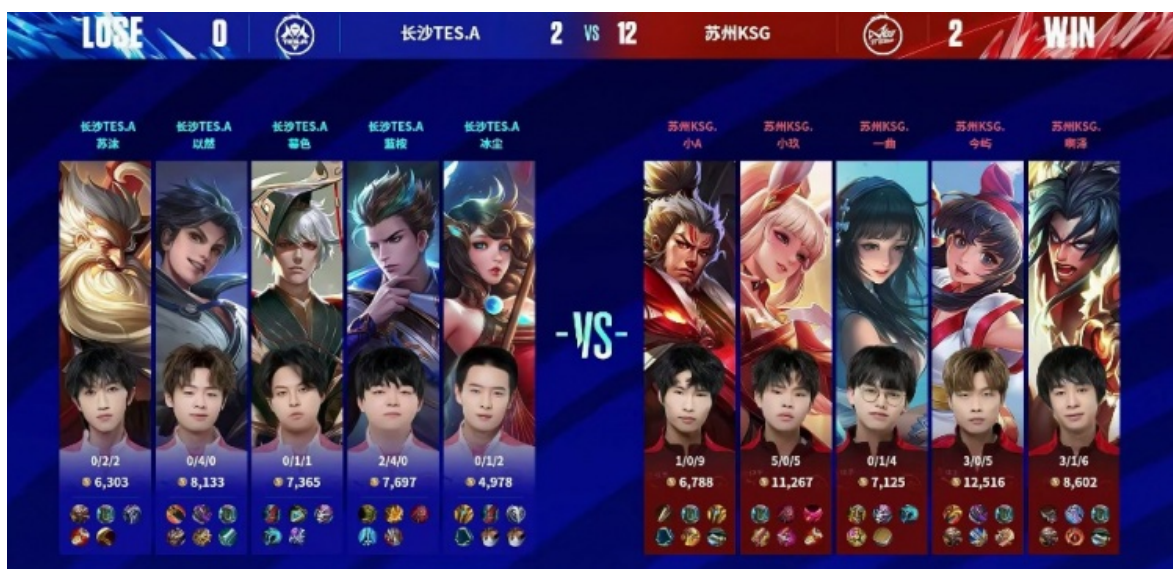 LOSE 0 长沙TES.A 2 VS 12 苏州KSG 2 WIN
长沙TES.A 长沙TES.A 长沙TES.A 长沙TES.A 长沙TES.A 苏州KSG. 苏州KSG. 苏州KSG. 苏州KSG. 苏州KSG.
苏沫 以然 暮色 蓝桉 冰尘 小A 小玖 一曲 今屿 啊泽
-VS-
0/2/2 0/4/0 0/1/1 2/4/0 0/1/2 1/0/9 5/0/5 0/1/4 3/0/5 3/1/6
6,303 8,133 7,365 7,697 4,978 6,788 11,267 7,125 12,516 8,602